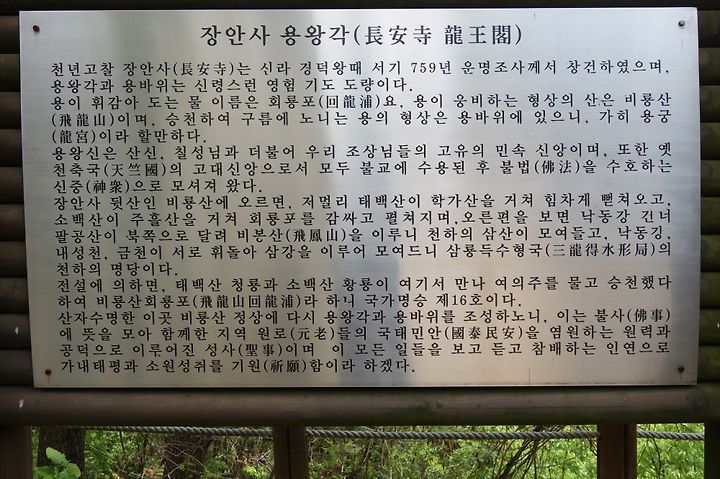 장안사 용왕각(長安寺 龍王閣)
천년고찰 장안사(長安寺)는 신라 경덕왕때 서기 759년 운명조사께서 창건하였으며,
용왕각과 용바위는 신령스런 영험 기도 도량이다.
용이 휘감아 도는 물 이름은 회룡포(回龍浦)요, 용이 웅비하는 형상의 산은 비룡산
(飛龍山)이며, 승천하여 구름에 노니는 용의 형상은 용바위에 있으니, 가히 용궁
(龍宮)이라 할만하다.
용왕신은 산신, 칠성님과 더불어 우리 조상님들의 고유의 민속 신앙이며, 또한 옛
천축국(天竺國)의 고대신앙으로서 모두 불교에 수용된 후 불법(佛法)을 수호하는
신중(神衆)으로 모셔져 왔다.
장안사 뒷산인 비룡산에 오르면, 저멀리 태백산이 학가산을 거쳐 힘차게 뻗쳐오고,
소백산이 주흘산을 거쳐 회룡포를 감싸고 펼쳐지며, 오른편을 보면 낙동강 건너
팔공산이 북쪽으로 달려 비봉산(飛鳳山)을 이루니 천하의 삼산이 모여들고, 낙동강,
내성천, 금천이 서로 휘돌아 삼강을 이루어 모여드니 삼룡득수형국(三龍得水形局)의
천하의 명당이다.
전설에 의하면, 태백산 청룡과 소백산 황룡이 여기서 만나 여의주를 물고 승천했다
하여 비룡산회룡포(飛龍山回龍浦)라 하니 국가명승 제16호이다.
산자수명한 이곳 비룡산 정상에 다시 용왕각과 용바위를 조성하노니, 이는 불사(佛事)
에 뜻을 모아 함께한 지역 원로(元老)들의 국태민안(國泰民安)을 염원하는 원력과
공덕으로 이루어진 성사(聖事)이며 이 모든 일들을 보고 듣고 참배하는 인연으로
가내태평과 소원성취를 기원(祈願)함이라 하겠다.